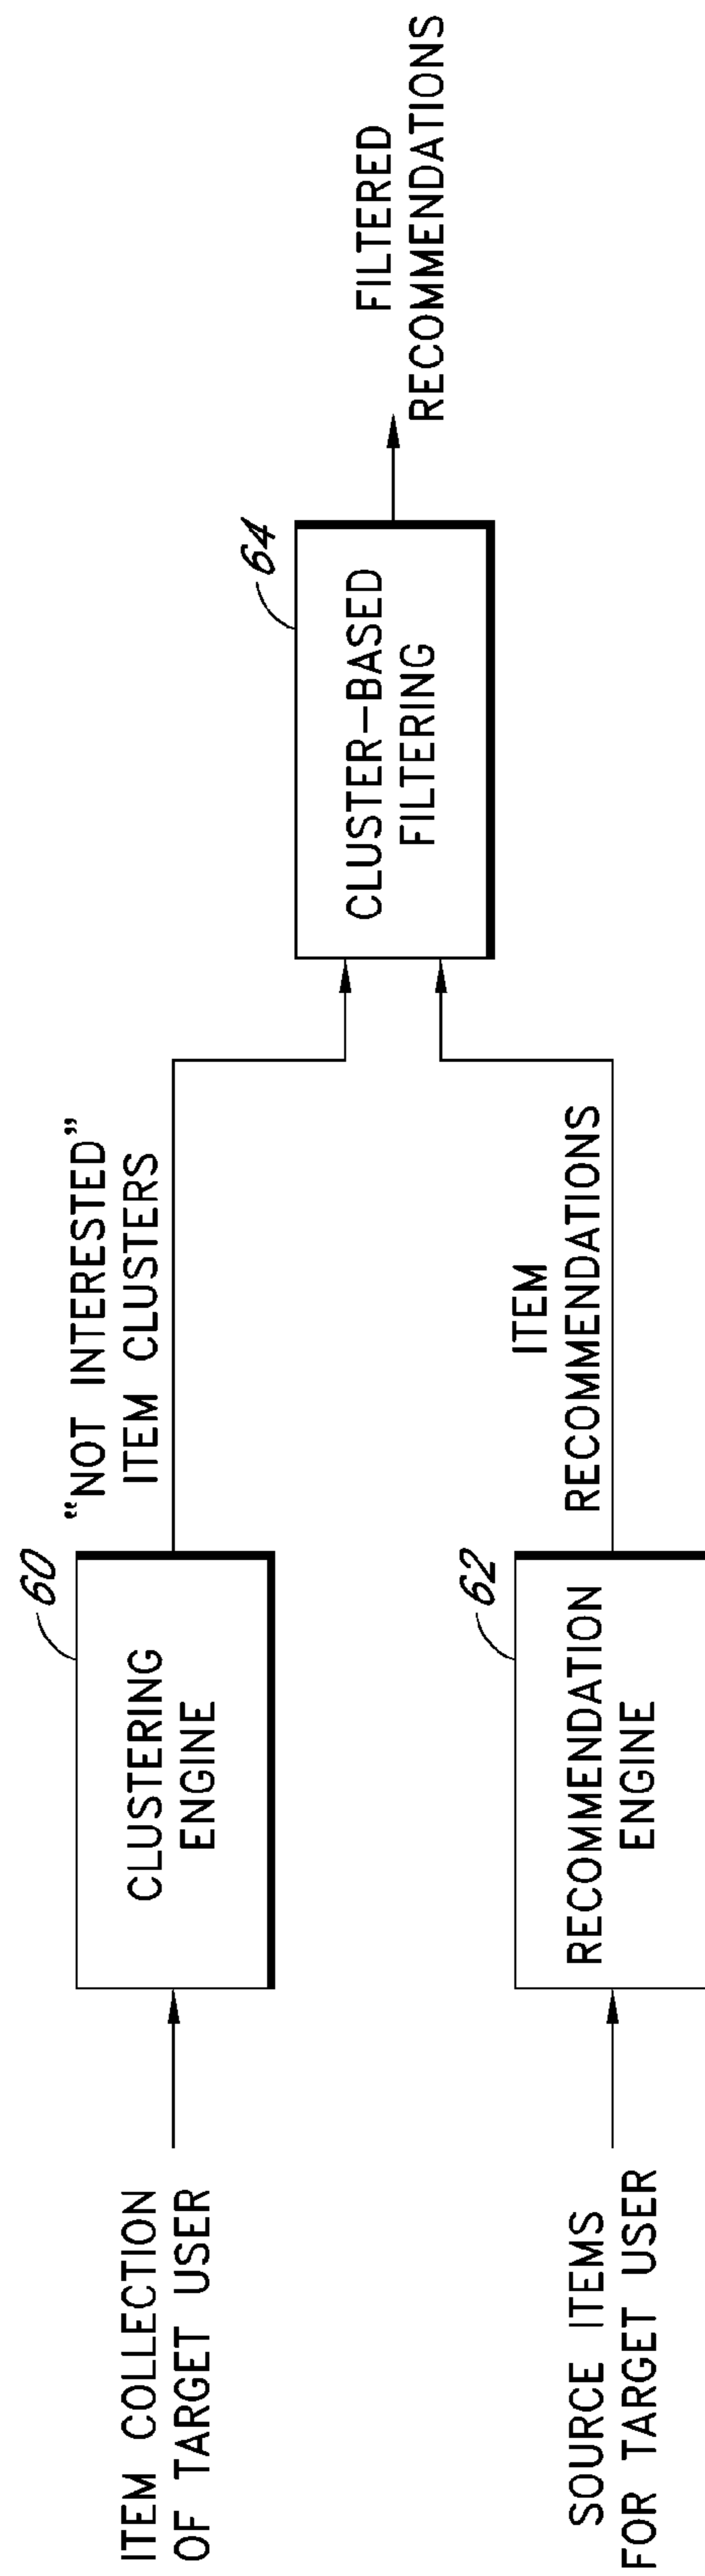 ITEM COLLECTION
OF TARGET USER
60
CLUSTERING
ENGINE
“NOT INTERESTED”
ITEM CLUSTERS
SOURCE ITEMS
FOR TARGET USER
62
RECOMMENDATION
ENGINE
ITEM
RECOMMENDATIONS
64
CLUSTER-BASED
FILTERING
FILTERED
RECOMMENDATIONS